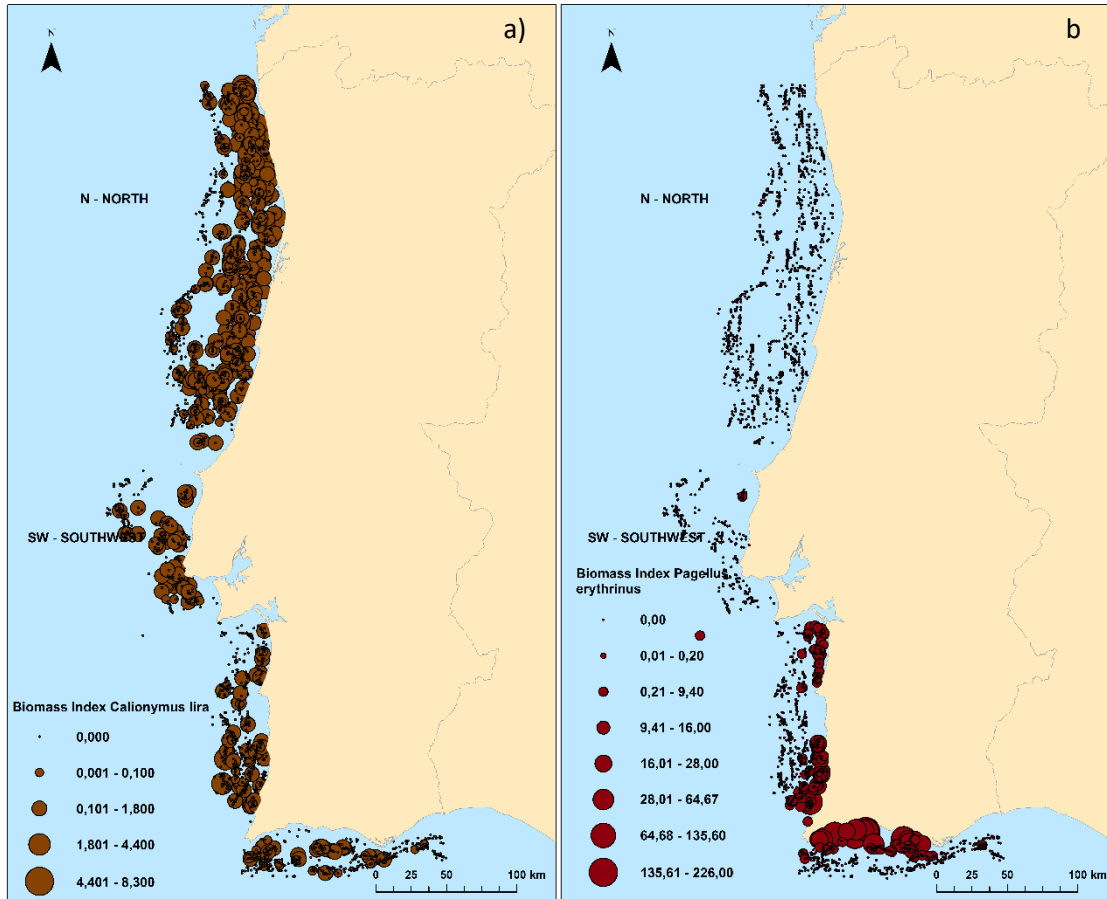 N
a)
N - NORTH
SW - SOUTHWEST
Biomass Index Calionymus lira
0,000
0,001 - 0,100
0,101 - 1,800
1,801 - 4,400
4,401 - 8,300
0 25 50 100 km
N
b
N - NORTH
SW - SOUTHWEST
Biomass Index Pagellus
erythrinus
0,00
0,01 - 0,20
0,21 - 9,40
9,41 - 16,00
16,01 - 28,00
28,01 - 64,67
64,68 - 135,60
135,61 - 226,00
0 25 50 100 km